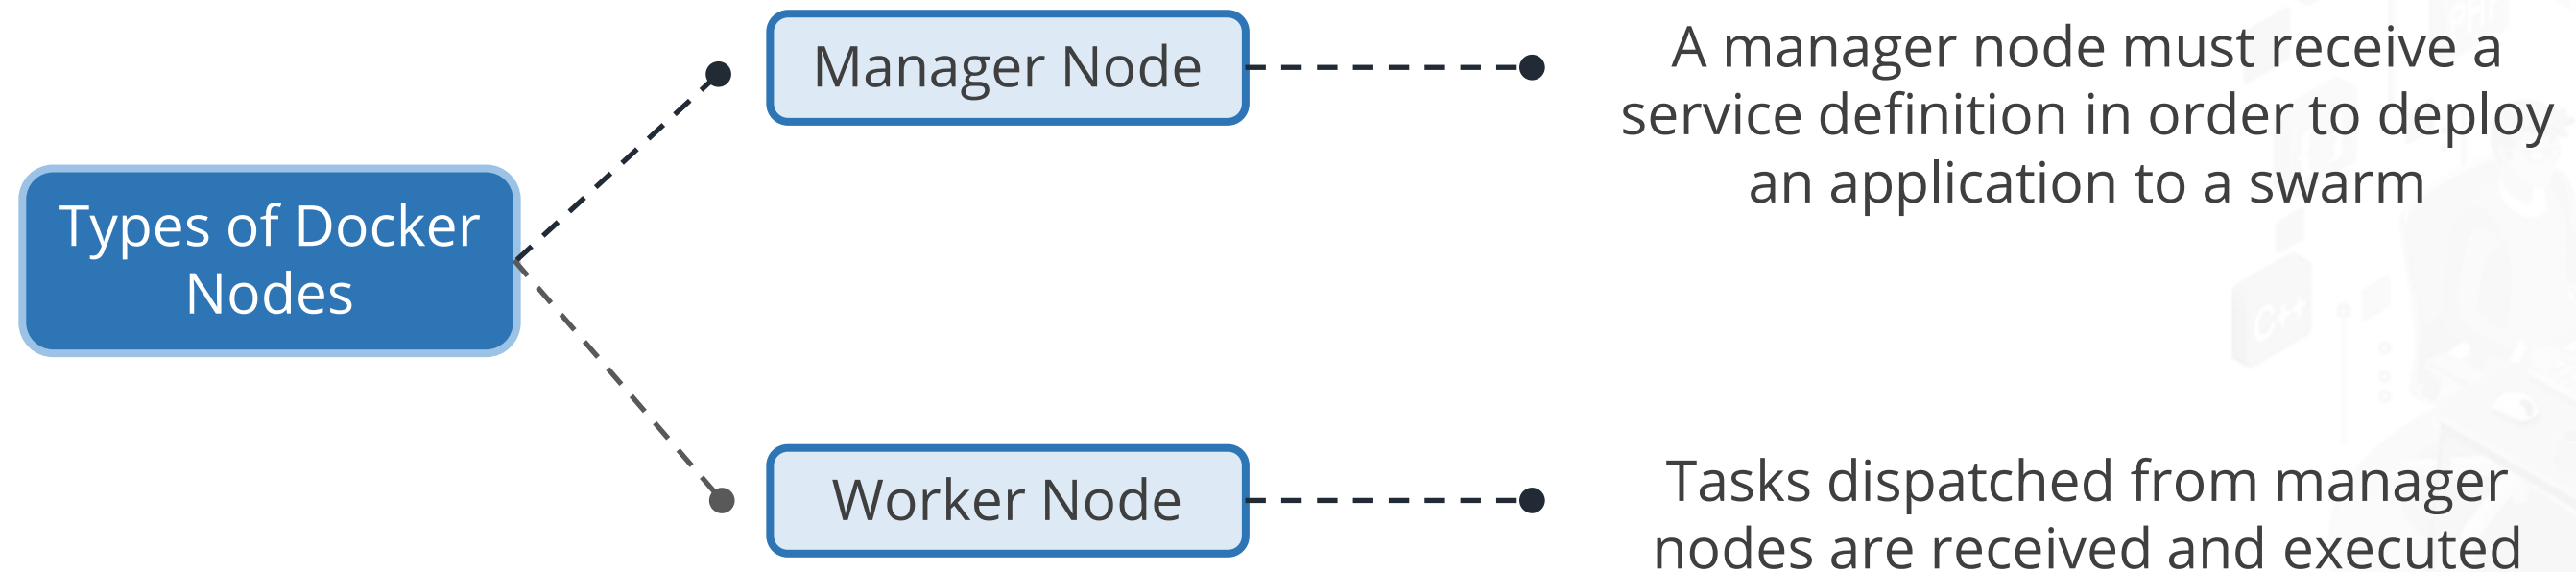 Manager Node
A manager node must receive a
service definition in order to deploy
an application to a swarm
Types of Docker
Nodes
C++
Worker Node
Tasks dispatched from manager
nodes are received and executed